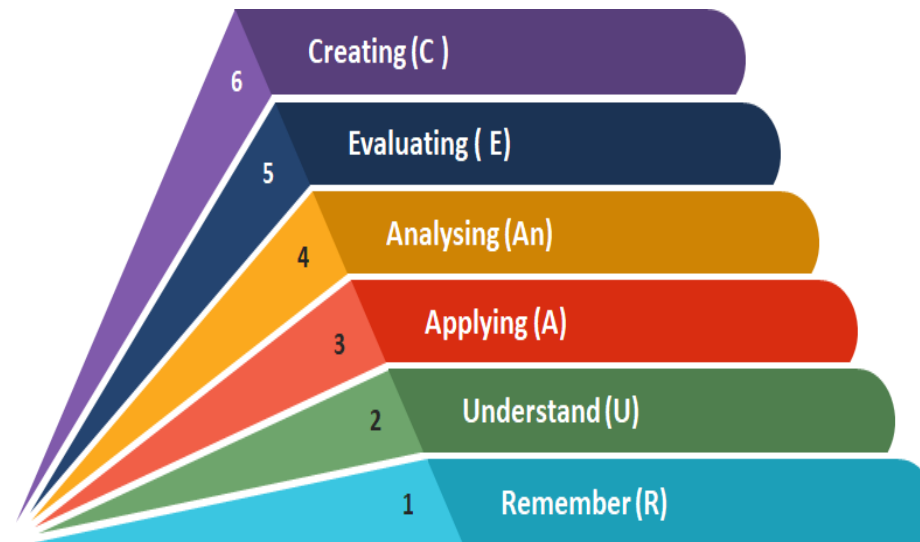 6 Creating (C )
5 Evaluating ( E)
4 Analysing (An)
3 Applying (A)
2 Understand (U)
1 Remember (R)